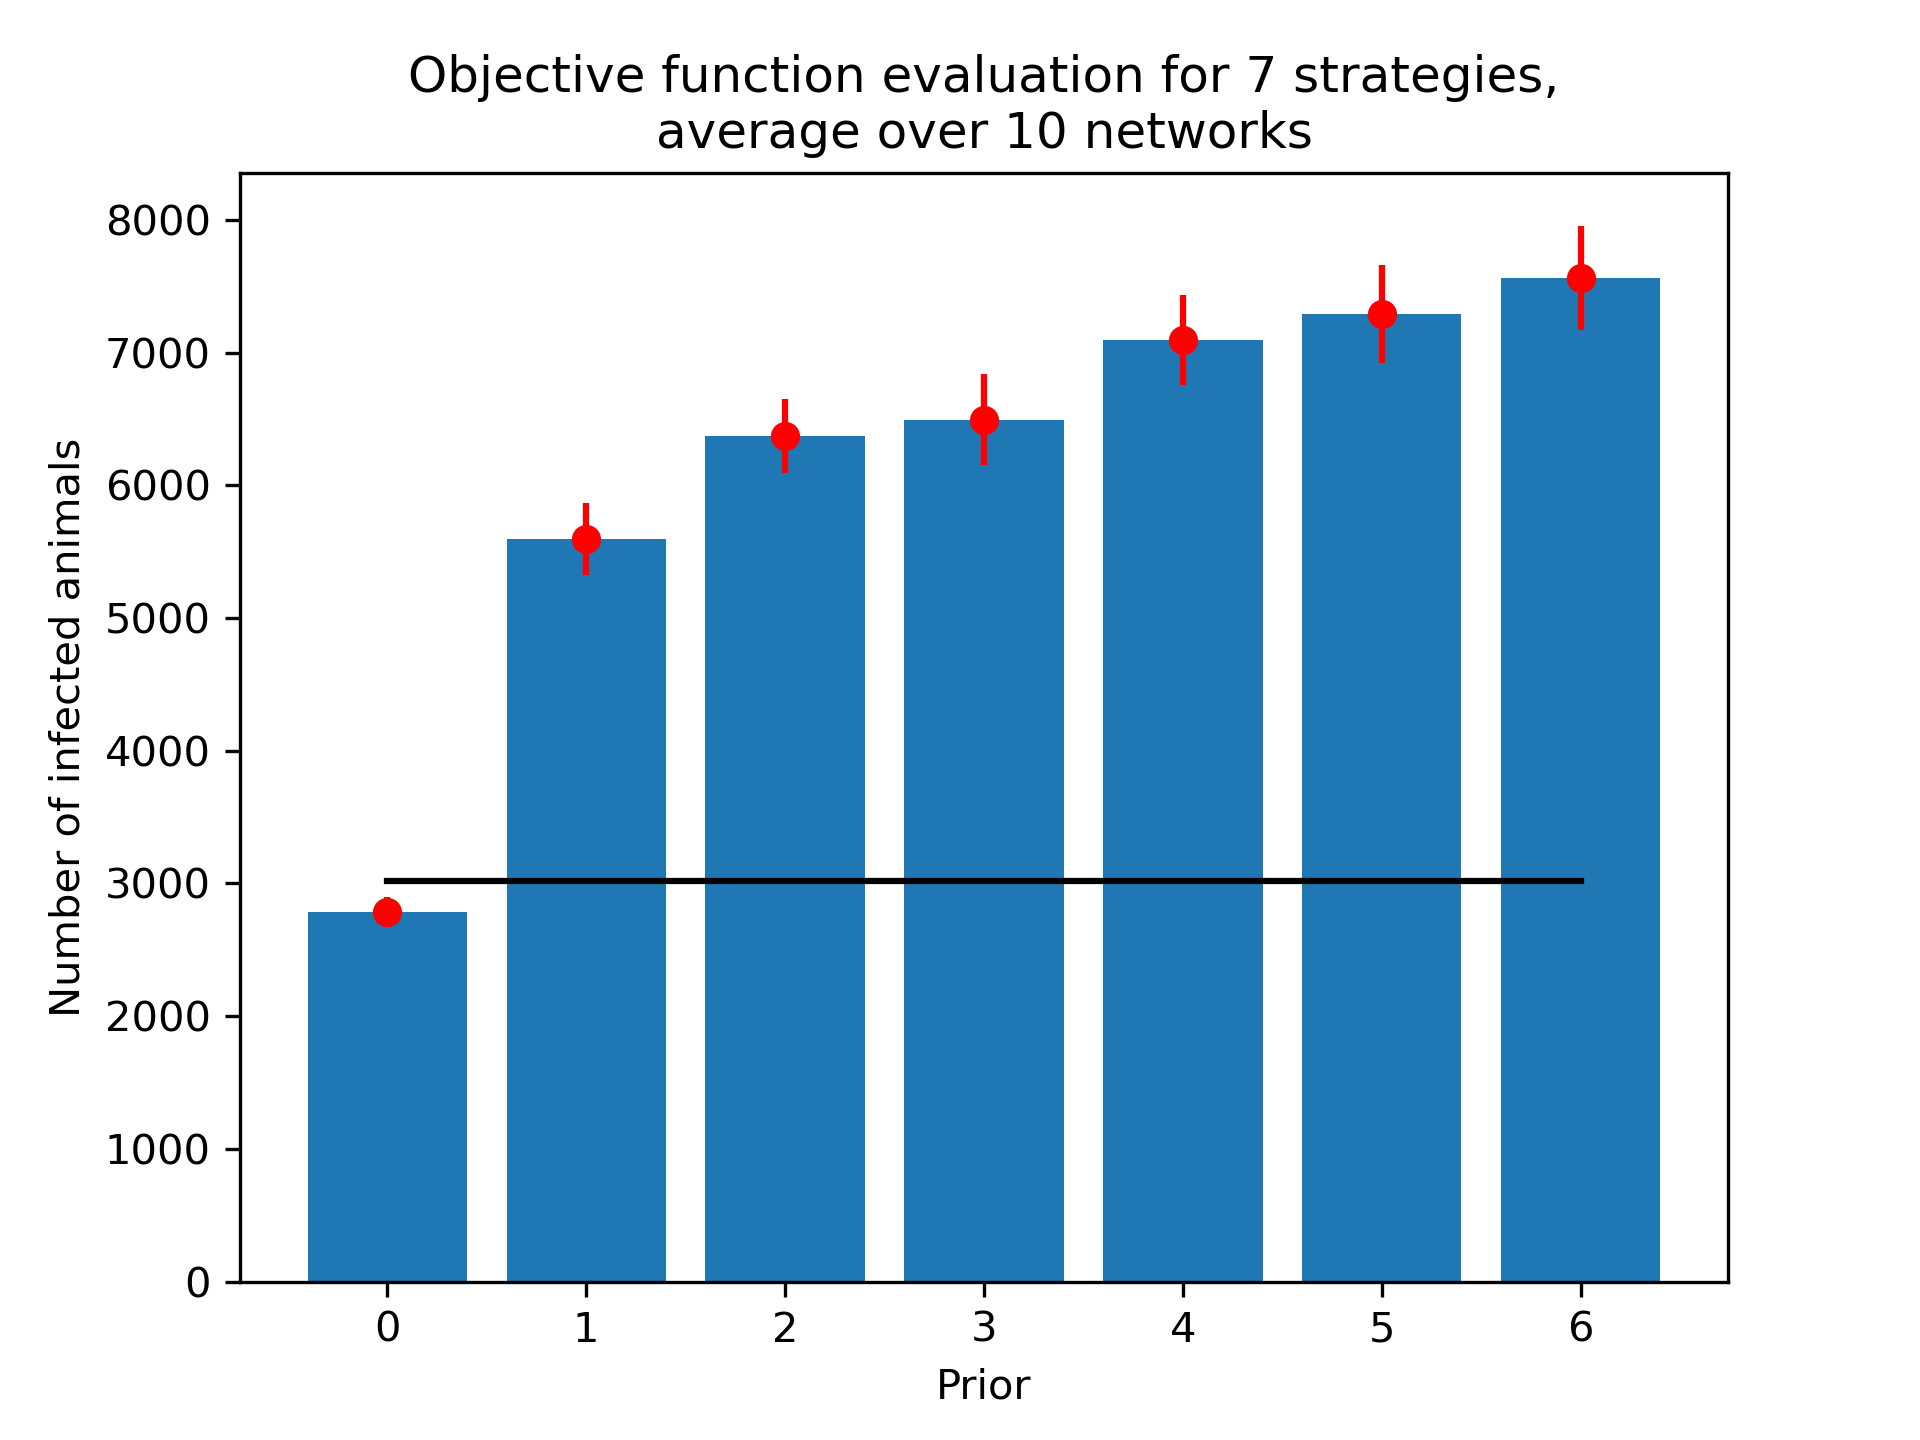 Objective function evaluation for 7 strategies,
average over 10 networks
Number of infected animals
8000
7000
6000
5000
4000
3000
2000
1000
0
0 1 2 3 4 5 6
Prior